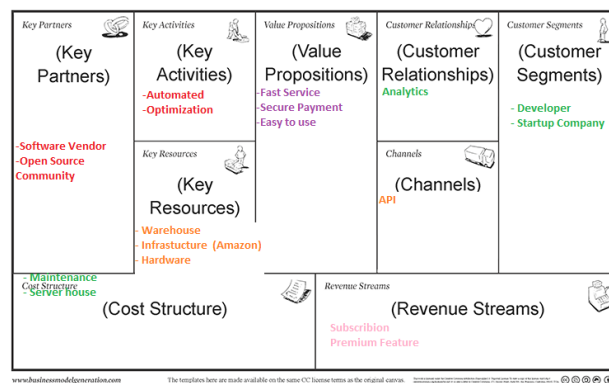 Key Partners
(Key
Partners)
-Software Vendor
-Open Source
Community
Key Activities
(Key
Activities)
-Automated
-Optimization
Key Resources
(Key
Resources)
- Warehouse
- Infrastucture (Amazon)
- Hardware
Value Propositions
(Value
Propositions)
-Fast Service
-Secure Payment
-Easy to use
Customer Relationships
(Customer
Relationships)
Analytics
Channels
(Channels)
API
Customer Segments
(Customer
Segments)
- Developer
- Startup Company
- Maintenance
Cost Structure
- Server house
(Cost Structure)
Revenue Streams
(Revenue Streams)
Subscribion
Premium Feature
www.businessmodelgeneration.com
The templates here are made available on the same CC license terms as the original canvas.